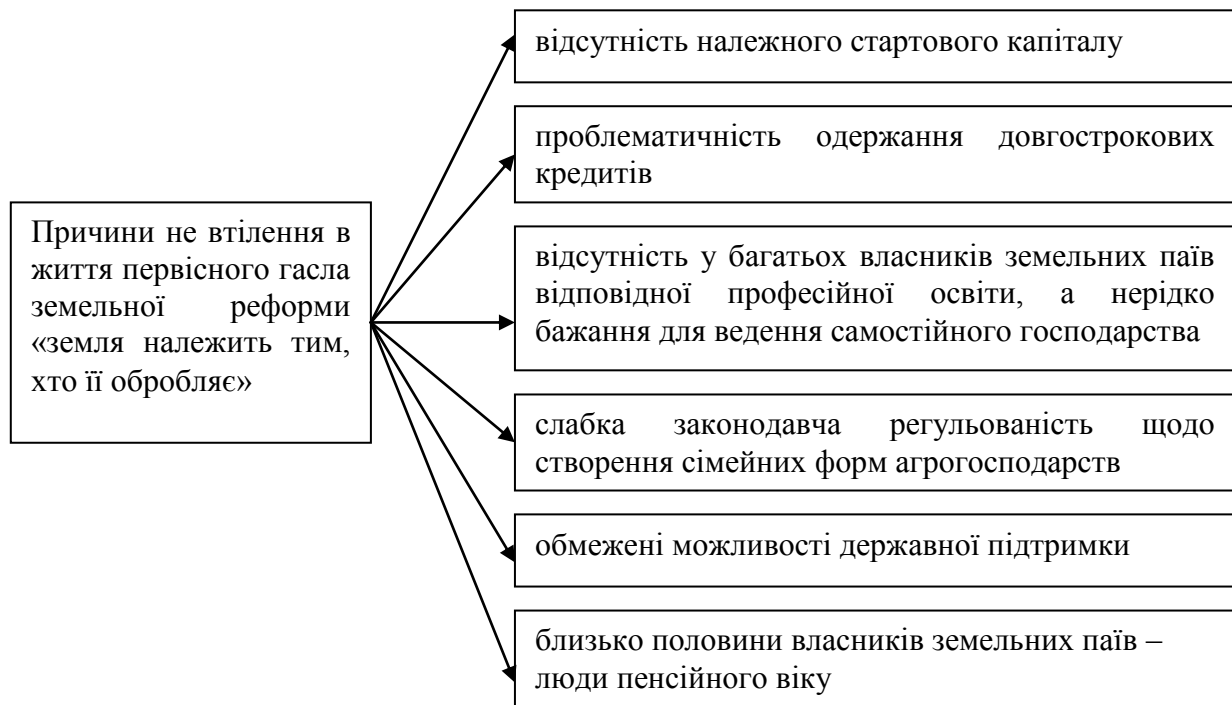 Причини не втілення в
життя первісного гасла
земельної реформи
«земля належить тим,
хто її обробляє»
відсутність належного стартового капіталу
проблематичність одержання довгострокових
кредитів
відсутність у багатьох власників земельних паїв
відповідної професійної освіти, а нерідко
бажання для ведення самостійного господарства
слабка законодавча регульованість щодо
створення сімейних форм агрогосподарств
обмежені можливості державної підтримки
близько половини власників земельних паїв –
люди пенсійного віку